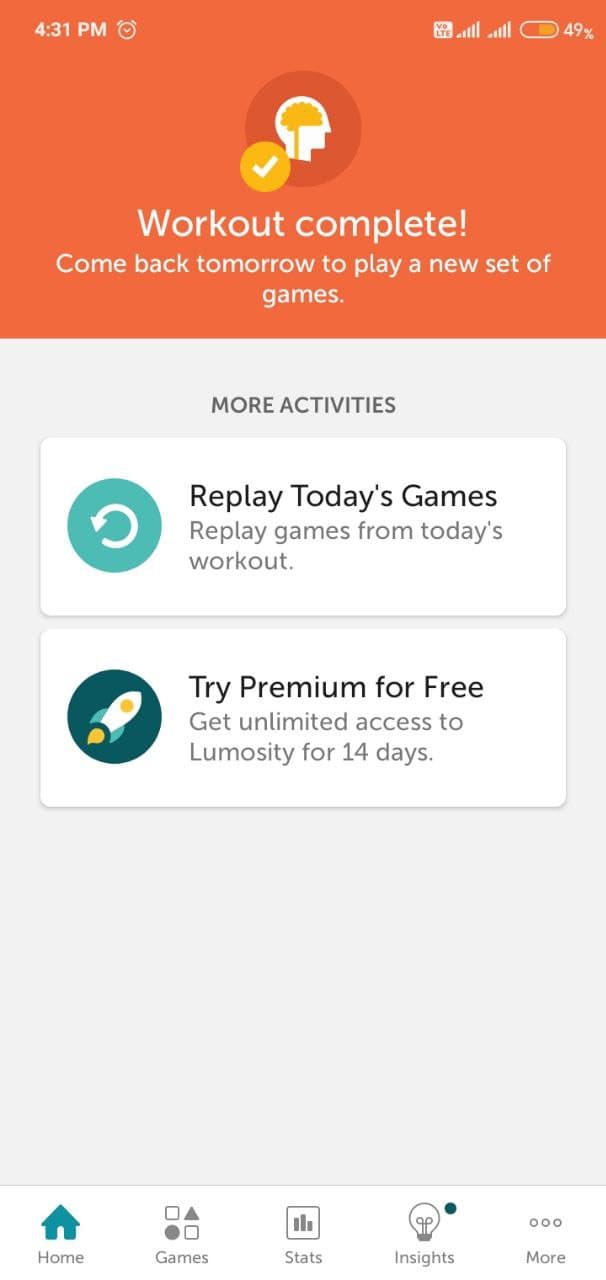 4:31 PM
VO
LTE
49%
Workout complete!
Come back tomorrow to play a new set of
games.
MORE ACTIVITIES
Replay Today's Games
Replay games from today's
workout.
Try Premium for Free
Get unlimited access to
Lumosity for 14 days.
Home Games Stats Insights More